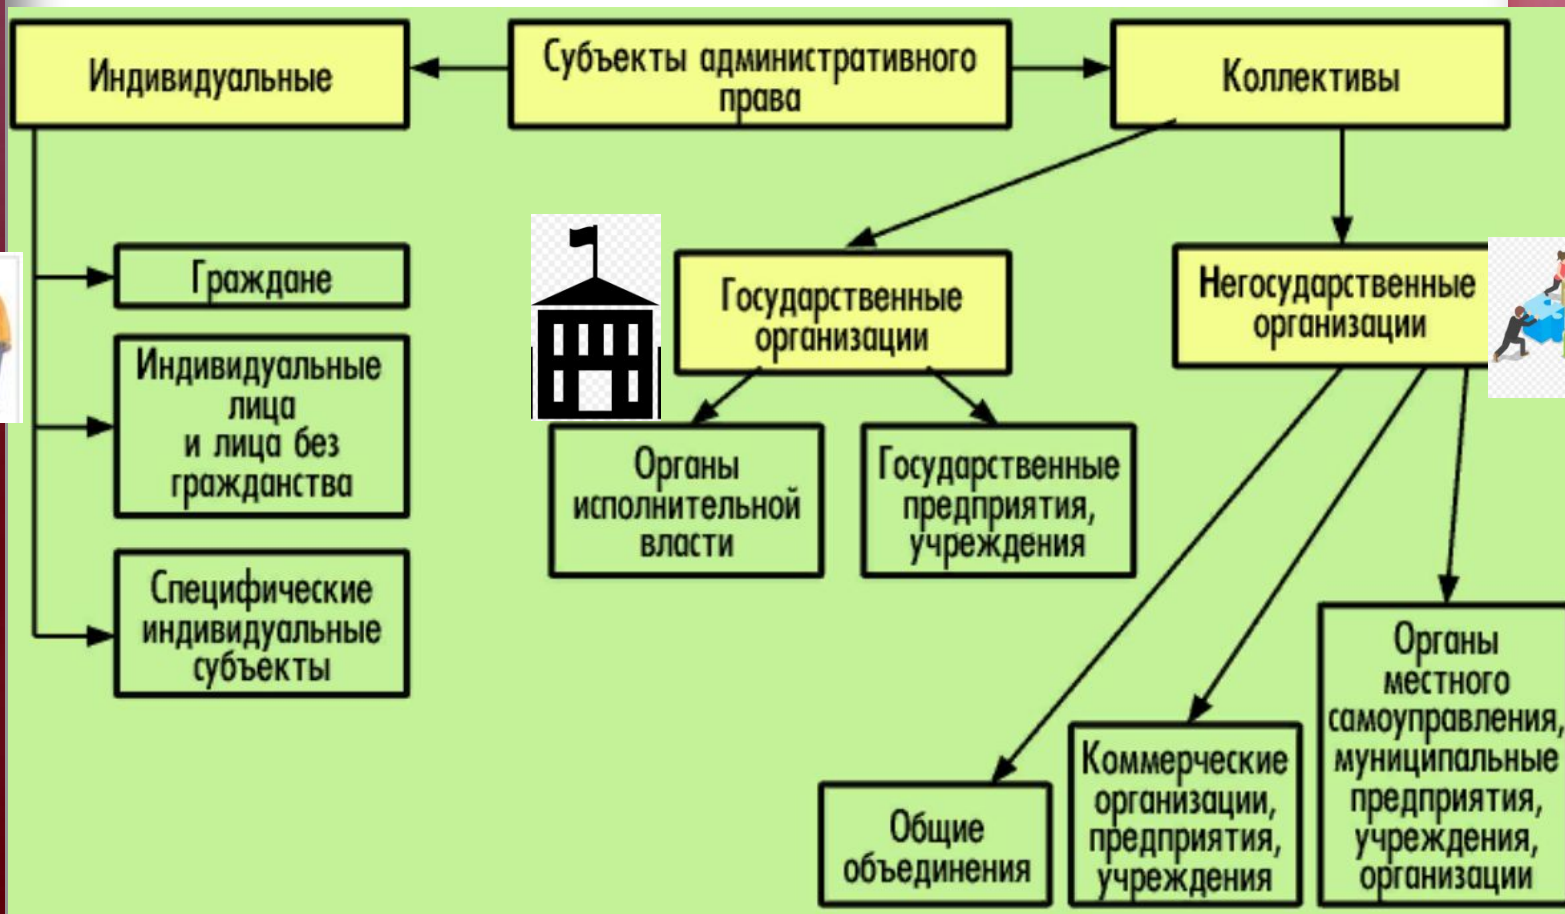 Индивидуальные
Субъекты административного
права
Коллективы
Граждане
Индивидуальные
лица
и лица без
гражданства
Специфические
индивидуальные
субъекты
Государственные
организации
Негосударственные
организации
Органы
исполнительной
власти
Государственные
предприятия,
учреждения
Общие
объединения
Коммерческие
организации,
предприятия,
учреждения
Органы
местного
самоуправления,
муниципальные
предприятия,
учреждения,
организации